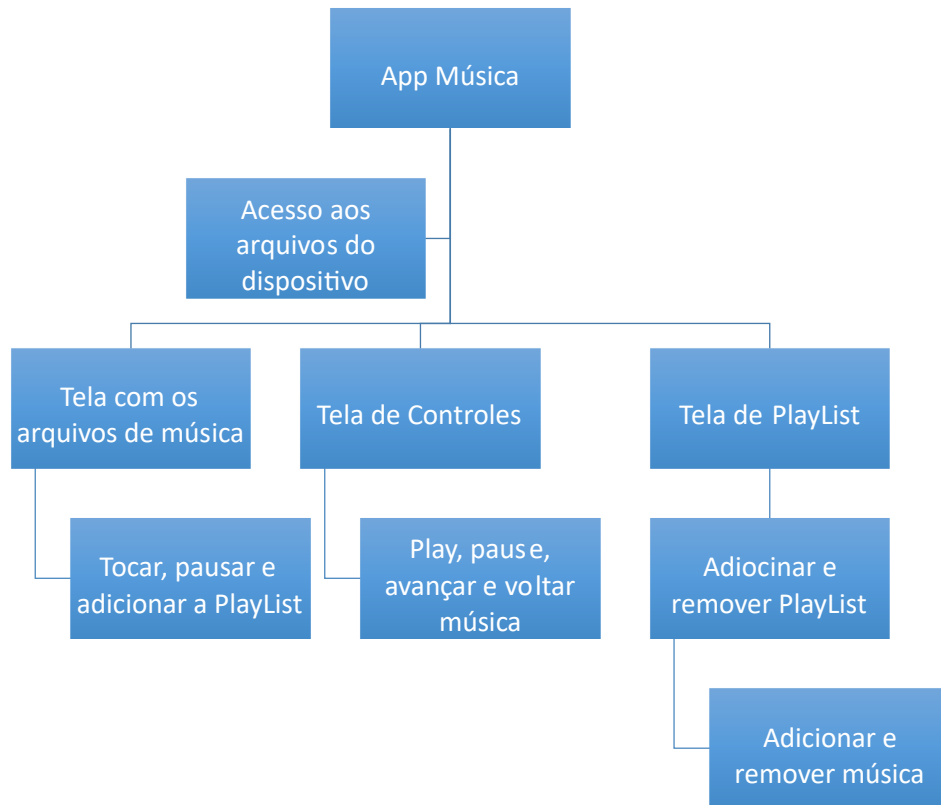 App Música
Acesso aos
arquivos do
dispositivo
Tela com os
arquivos de música
Tela de Controles
Tela de PlayList
Tocar, pausar e
adicionar a PlayList
Play, pause,
avançar e voltar
música
Adiocinar e
remover PlayList
Adicionar e
remover música